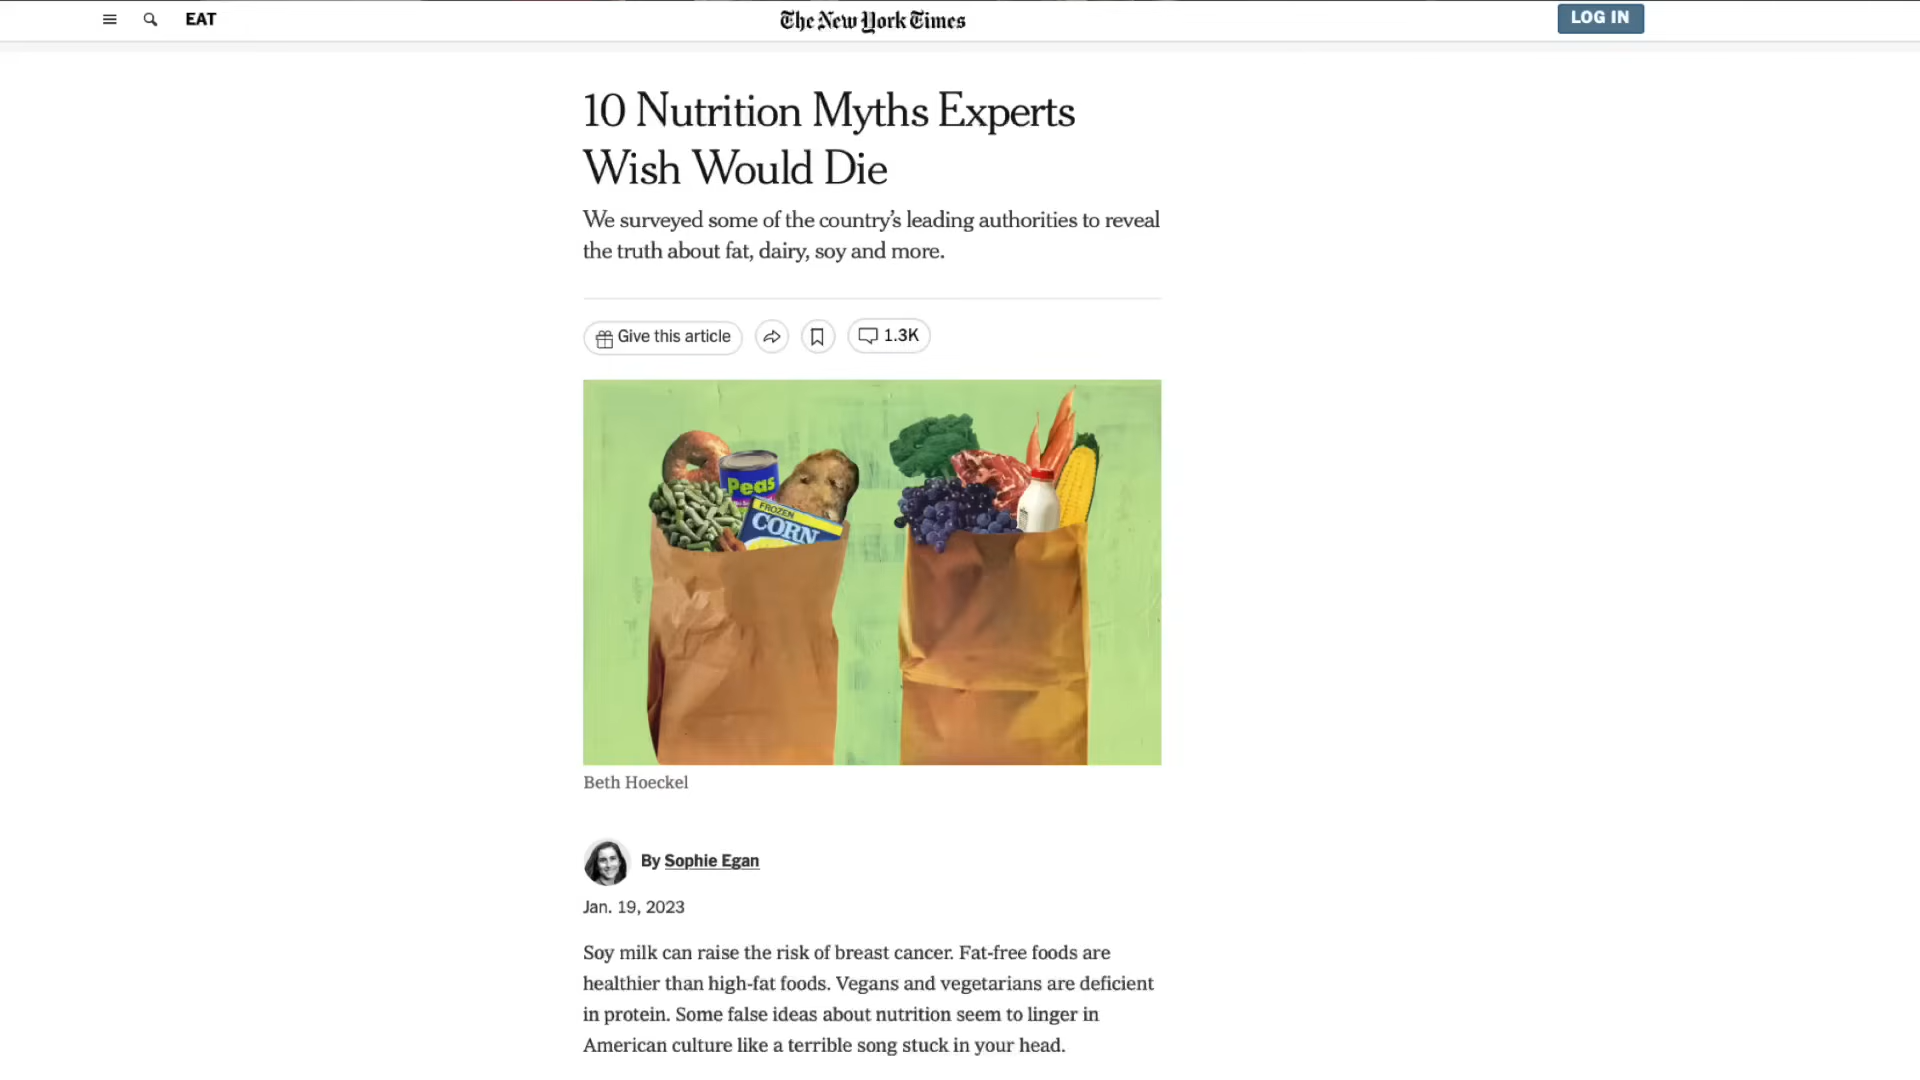 EAT
The New York Times
LOG IN
10 Nutrition Myths Experts
Wish Would Die
We surveyed some of the country's leading authorities to reveal
the truth about fat, dairy, soy and more.
Give this article
1.3K
Peas
FROZEN
CORN
Beth Hoeckel
By Sophie Egan
Jan. 19, 2023
Soy milk can raise the risk of breast cancer. Fat-free foods are
healthier than high-fat foods. Vegans and vegetarians are deficient
in protein. Some false ideas about nutrition seem to linger in
American culture like a terrible song stuck in your head.